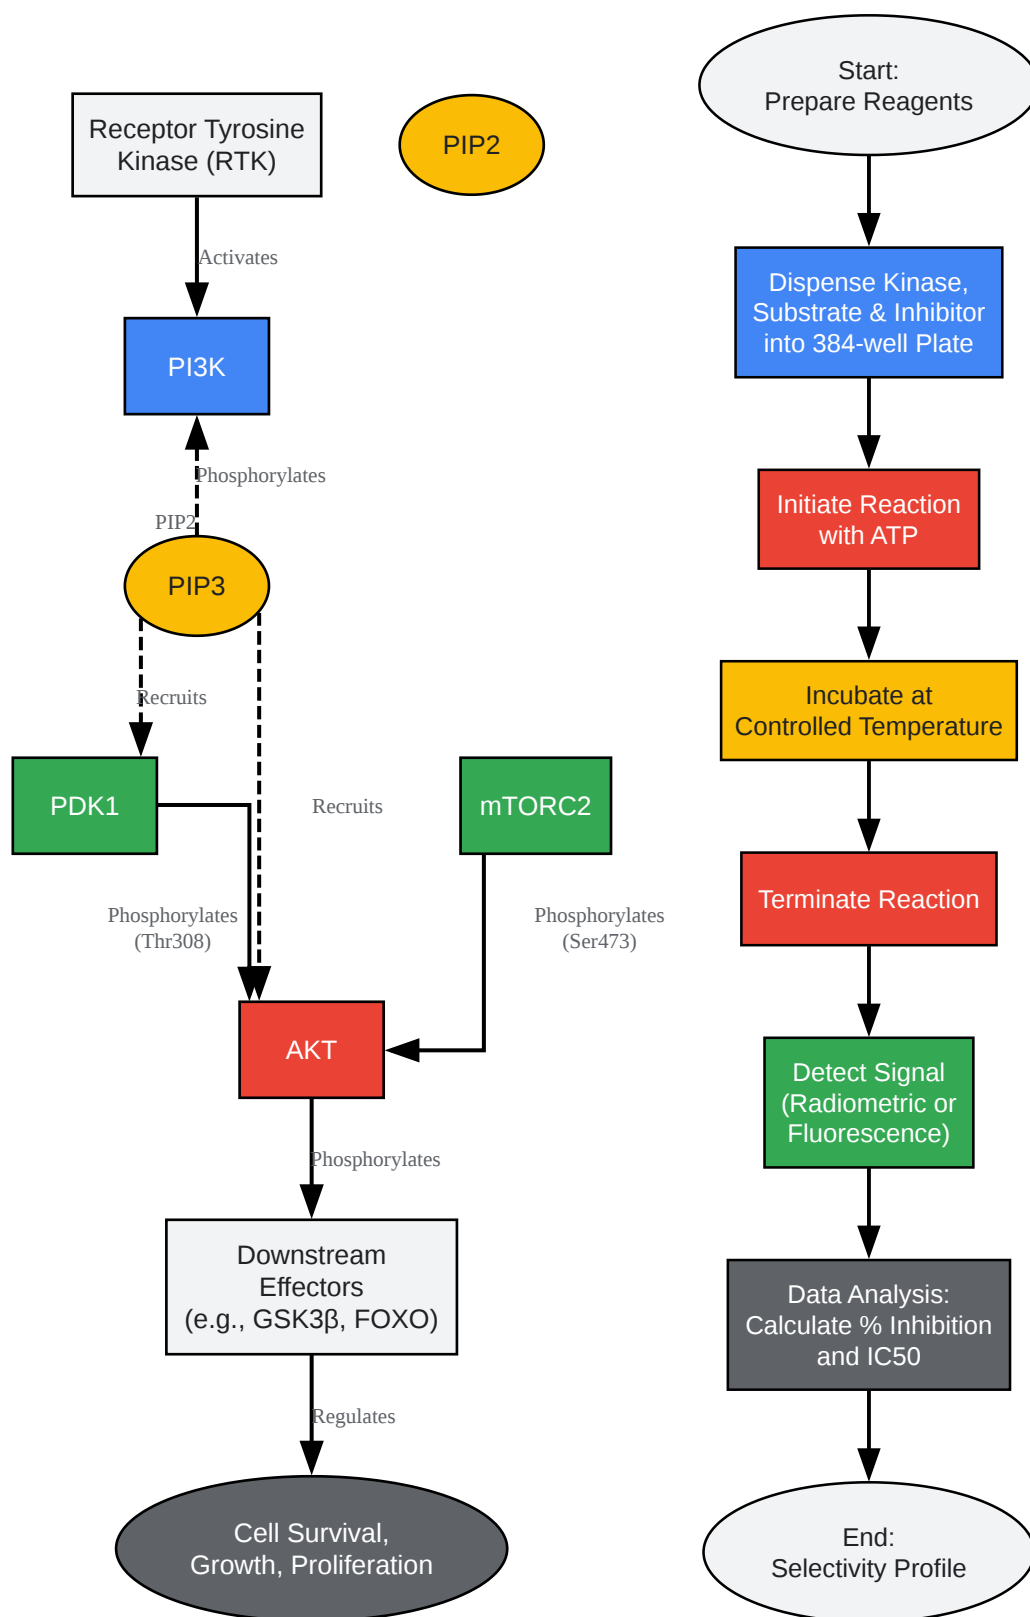 Receptor Tyrosine
Kinase (RTK)
PIP2
Activates
PI3K
Phosphorylates
PIP2
PIP3
Recruits
PDK1
Recruits
mTORC2
Phosphorylates
(Thr308)
Phosphorylates
(Ser473)
AKT
Phosphorylates
Downstream
Effectors
(e.g., GSK3β, FOXO)
Regulates
Cell Survival,
Growth, Proliferation
Start:
Prepare Reagents
Dispense Kinase,
Substrate & Inhibitor
into 384-well Plate
Initiate Reaction
with ATP
Incubate at
Controlled Temperature
Terminate Reaction
Detect Signal
(Radiometric or
Fluorescence)
Data Analysis:
Calculate % Inhibition
and IC50
End:
Selectivity Profile